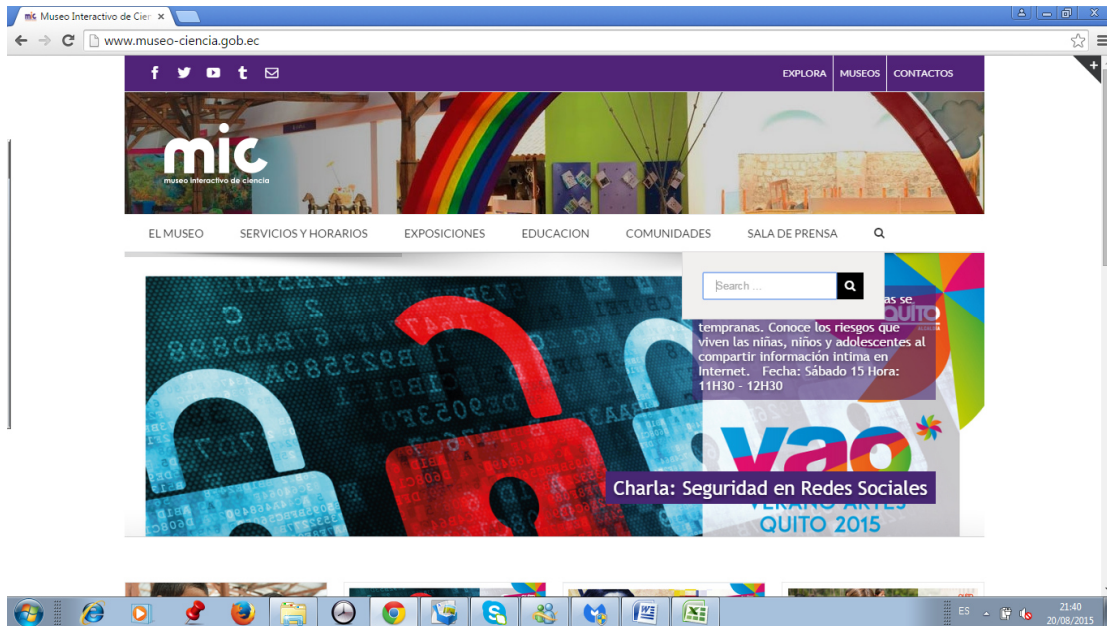 mic Museo Interactivo de Cien
www.museo-ciencia.gob.ec
EXPLORA MUSEOS CONTACTOS
mic
museo interactivo de ciencia
EL MUSEO SERVICIOS Y HORARIOS EXPOSICIONES EDUCACION COMUNIDADES SALA DE PRENSA
Search ...
as se
QUITO
tempranas. Conoce los riesgos que
viven las niñas, niños y adolescentes al
compartir información intima en
Internet. Fecha: Sábado 15 Hora:
11H30 - 12H30
vao
Charla: Seguridad en Redes Sociales
VERANO ARTES
QUITO 2015
ES 21:40
20/08/2015